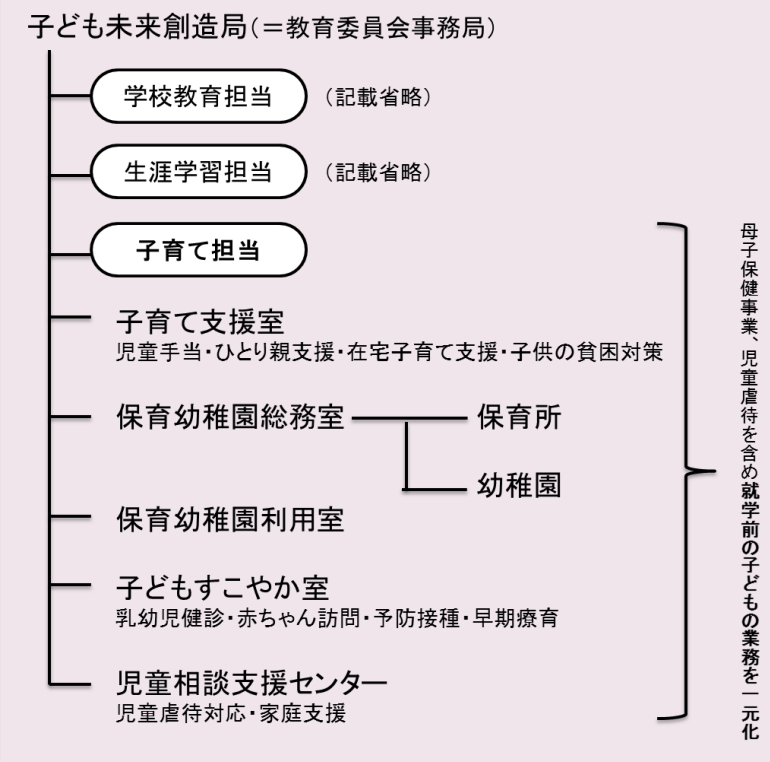 子ども未来創造局(＝教育委員会事務局)
学校教育担当 (記載省略)
生涯学習担当 (記載省略)
子育て担当
子育て支援室
児童手当・ひとり親支援・在宅子育て支援・子供の貧困対策
保育幼稚園総務室 保育所
幼稚園
保育幼稚園利用室
子どもすこやか室
乳幼児健診・赤ちゃん訪問・予防接種・早期療育
児童相談支援センター
児童虐待対応・家庭支援
母子保健事業、児童虐待を含め就学前の子どもの業務を一元化